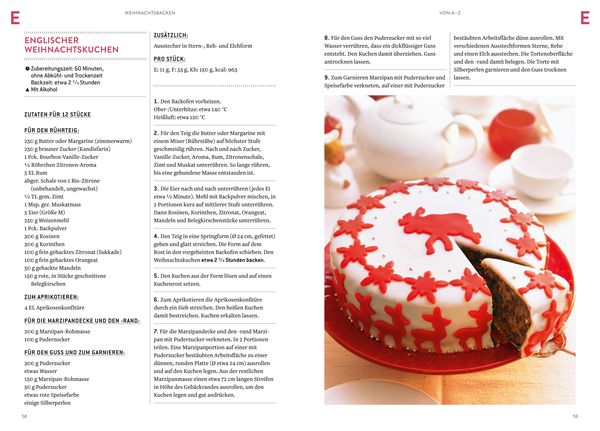 E
WEIHNACHTSBACKEN
ENGLISCHER
WEIHNACHTSKUCHEN
Zubereitungszeit: 60 Minuten,
ohne Abkühl- und Trockenzeit
Backzeit: etwa 2 ¾ Stunden
Mit Alkohol
ZUTATEN FÜR 12 STÜCKE
FÜR DEN RÜHRTEIG:
250 g Butter oder Margarine (zimmerwarm)
250 g brauner Zucker (Kandisfarin)
1 Pck. Bourbon-Vanille-Zucker
½ Röhrchen Zitronen-Aroma
5 EL Rum
abger. Schale von 1 Bio-Zitrone
(unbehandelt, ungewachst)
½ TL gem. Zimt
1 Msp. ger. Muskatnuss
5 Eier (Größe M)
250 g Weizenmehl
1 Pck. Backpulver
300 g Rosinen
300 g Korinthen
100 g fein gehacktes Zitronat (Sukkade)
100 g fein gehacktes Orangeat
50 g gehackte Mandeln
150 g rote, in Stücke geschnittene
Belegkirschen
ZUM APRIKOTIEREN:
4 EL Aprikosenkonfitüre
FÜR DIE MARZIPANDECKE UND DEN -RAND:
200 g Marzipan-Rohmasse
100 g Puderzucker
FÜR DEN GUSS UND ZUM GARNIEREN:
200 g Puderzucker
etwas Wasser
150 g Marzipan-Rohmasse
50 g Puderzucker
etwas rote Speisefarbe
einige Silberperlen
58
ZUSÄTZLICH:
Ausstecher in Stern-, Reh- und Elchform
PRO STÜCK:
E: 11 g, F: 33 g, Kh: 150 g, kcal: 963
1. Den Backofen vorheizen.
Ober-/Unterhitze: etwa 140 °C
Heißluft: etwa 120 °C
2. Für den Teig die Butter oder Margarine mit
einem Mixer (Rührstäbe) auf höchster Stufe
geschmeidig rühren. Nach und nach Zucker,
Vanille-Zucker, Aroma, Rum, Zitronenschale,
Zimt und Muskat unterrühren. So lange rühren,
bis eine gebundene Masse entstanden ist.
3. Die Eier nach und nach unterrühren (jedes Ei
etwa ½ Minute). Mehl mit Backpulver mischen, in
2 Portionen kurz auf mittlerer Stufe unterrühren.
Dann Rosinen, Korinthen, Zitronat, Orangeat,
Mandeln und Belegkirschenstücke unterrühren.
4. Den Teig in eine Springform (Ø 24 cm, gefettet)
geben und glatt streichen. Die Form auf dem
Rost in den vorgeheizten Backofen schieben. Den
Weihnachtskuchen etwa 2 ¾ Stunden backen.
5. Den Kuchen aus der Form lösen und auf einem
Kuchenrost setzen.
6. Zum Aprikotieren die Aprikosenkonfitüre
durch ein Sieb streichen. Den heißen Kuchen
damit bestreichen. Kuchen erkalten lassen.
7. Für die Marzipandecke und den -rand Marzi-
pan mit Puderzucker verkneten. In 2 Portionen
teilen. Eine Marzipanportion auf einer mit
Puderzucker bestäubten Arbeitsfläche zu einer
dünnen, runden Platte (Ø etwa 24 cm) ausrollen
und auf den Kuchen legen. Aus der restlichen
Marzipanmasse einen etwa 72 cm langen Streifen
in Höhe des Gebäckrandes ausrollen, um den
Kuchen legen und gut andrücken.
VON A–Z
E
8. Für den Guss den Puderzucker mit so viel
Wasser verrühren, dass ein dickflüssiger Guss
entsteht. Den Kuchen damit überziehen. Guss
antrocknen lassen.
9. Zum Garnieren Marzipan mit Puderzucker und
Speisefarbe verkneten, auf einer mit Puderzucker
bestäubten Arbeitsfläche dünn ausrollen. Mit
verschiedenen Ausstechformen Sterne, Rehe
und einen Elch ausstechen. Die Tortenoberfläche
und den -rand damit belegen. Die Torte mit
Silberperlen garnieren und den Guss trocknen
lassen.
59